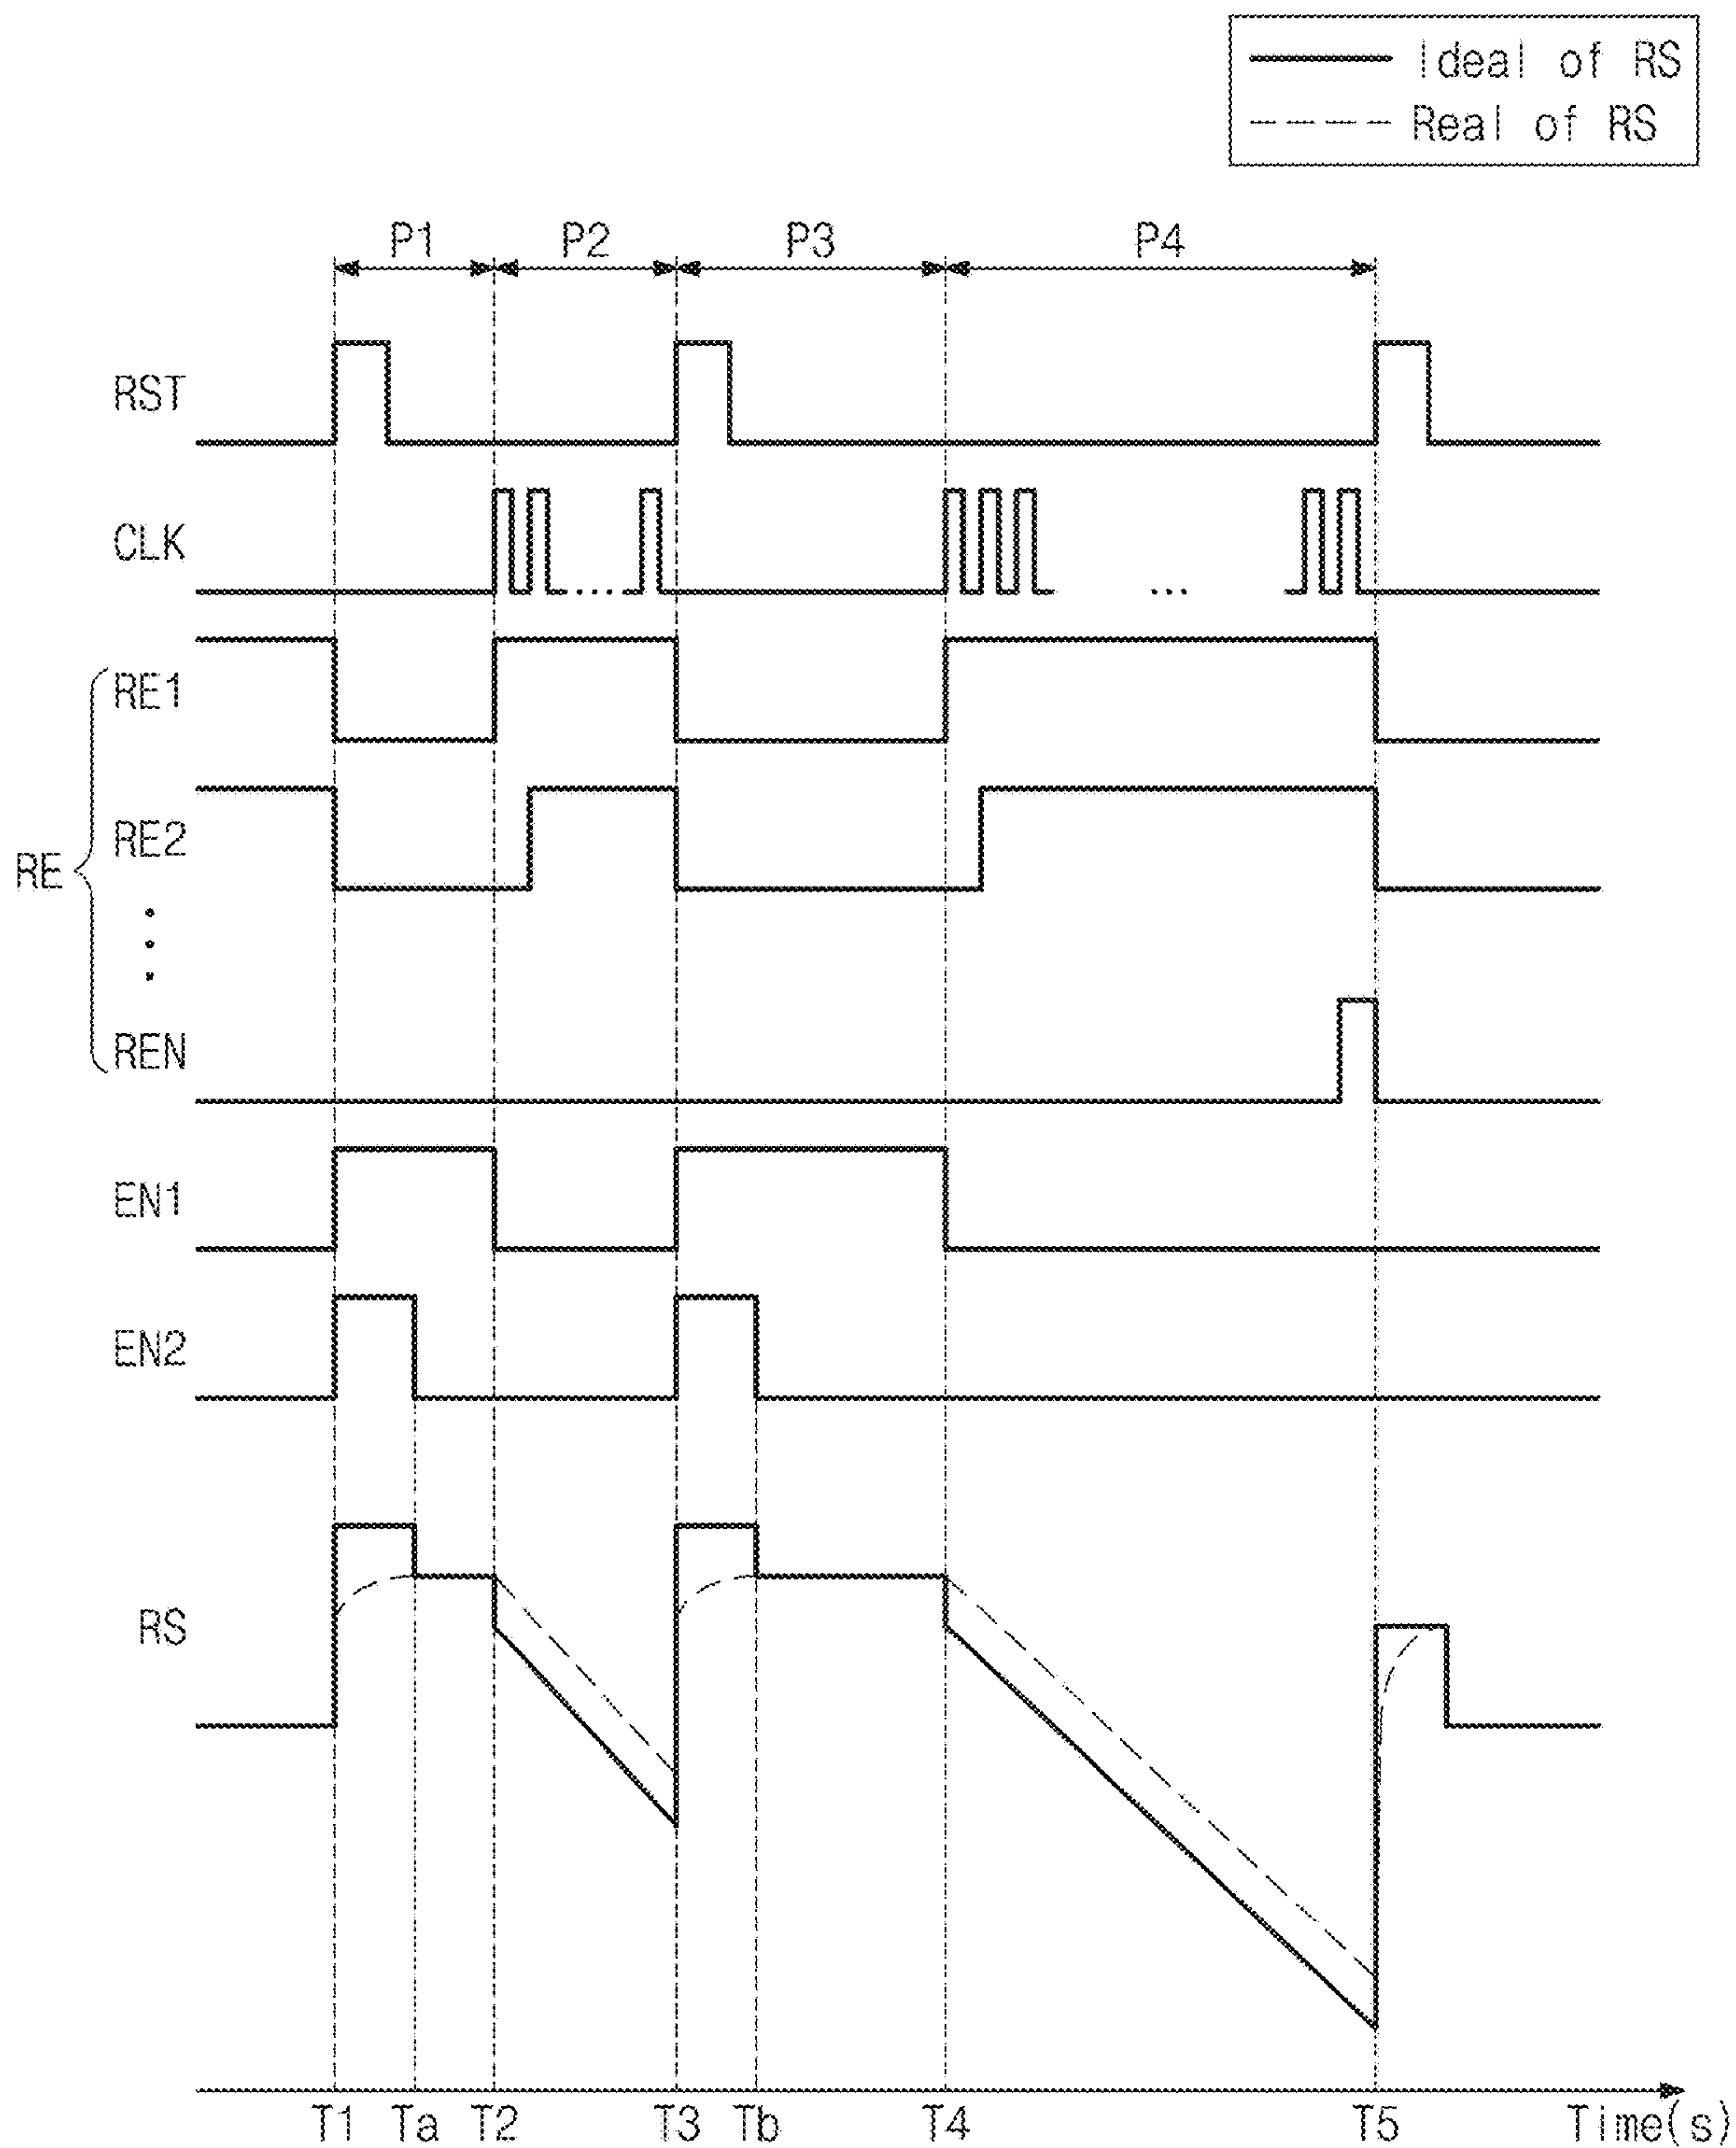 Ideal of RS
Real of RS
P1 P2 P3 P4
RST
CLK
RE1
RE2
RE
REN
EN1
EN2
RS
T1 Ta T2 T3 Tb T4 T5 Time(s)